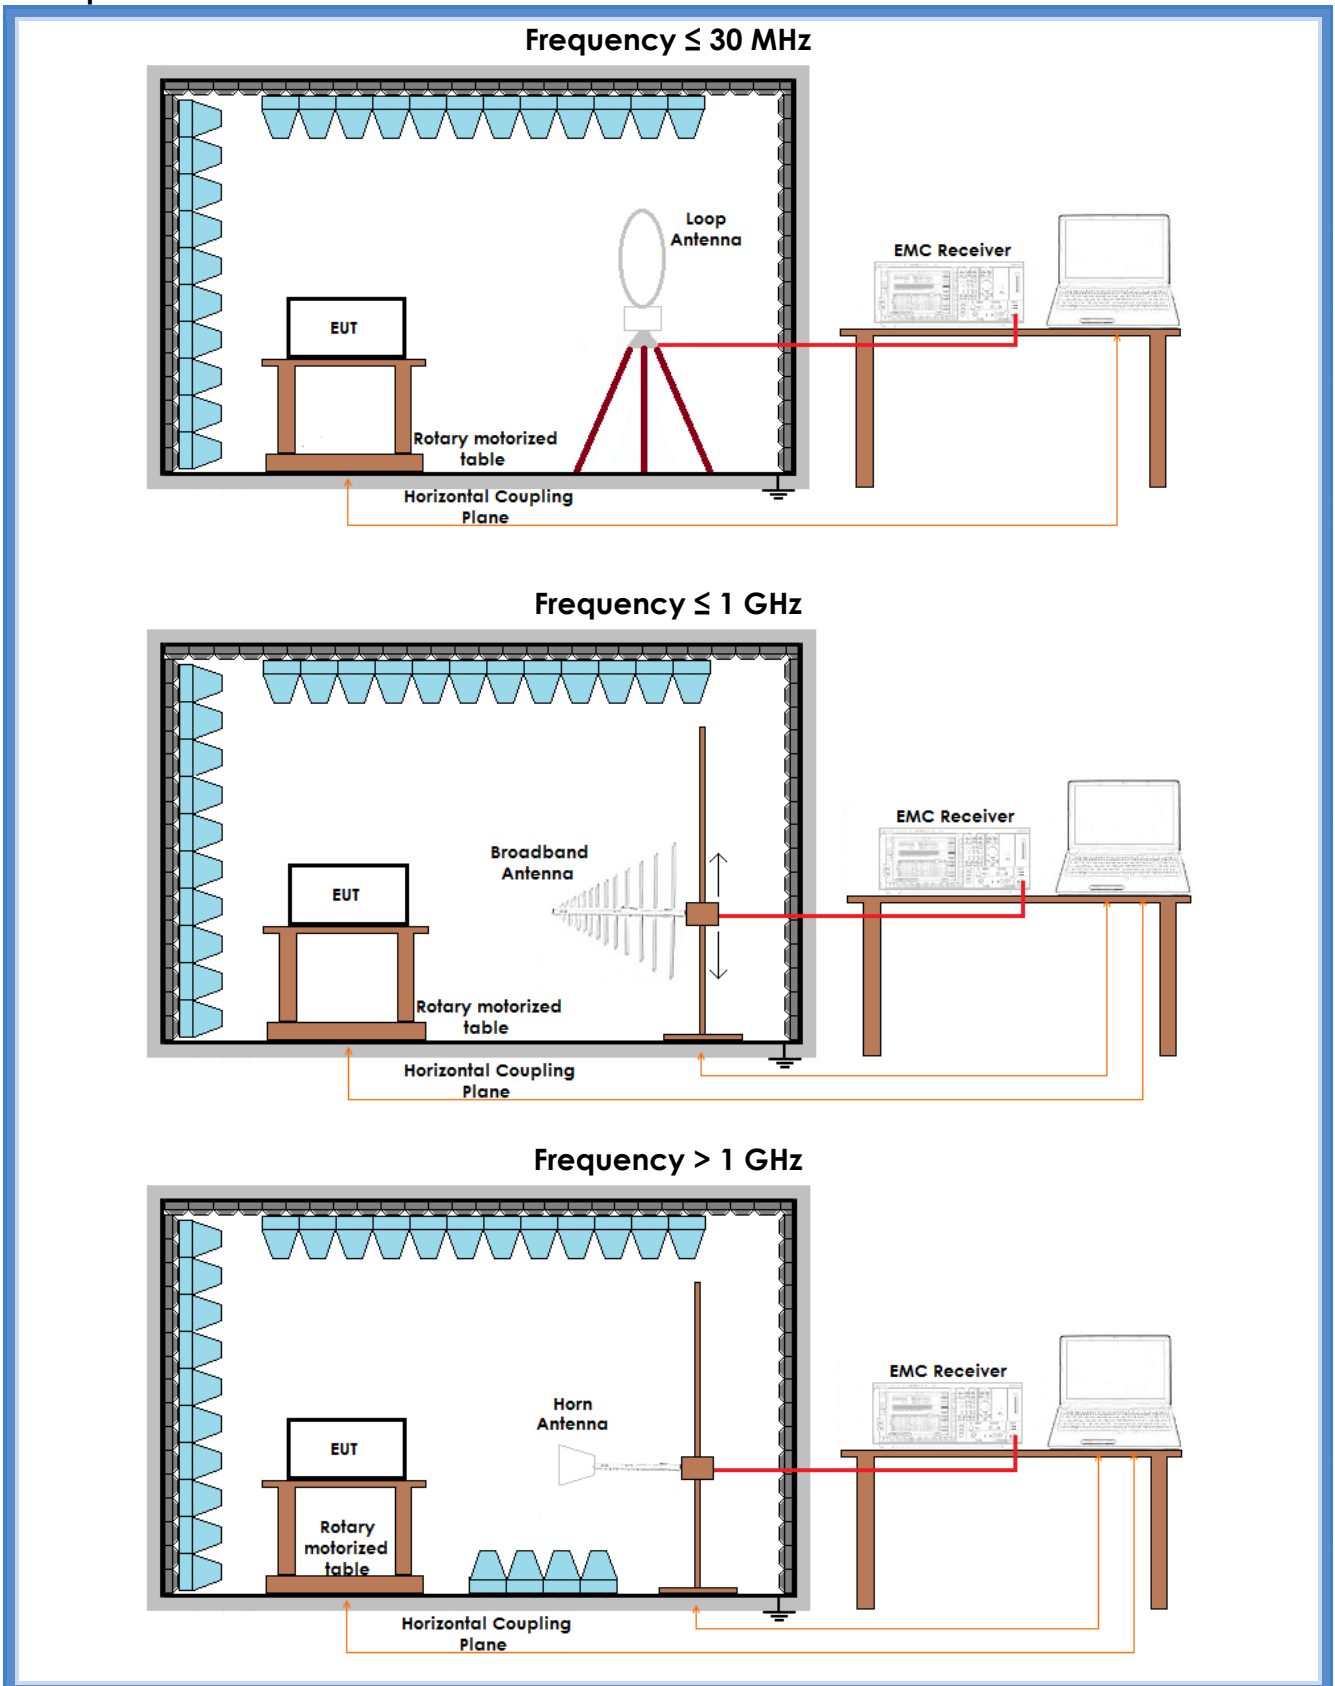 Frequency ≤ 30 MHz
Loop
Antenna
EMC Receiver
EUT
Rotary motorized
table
Horizontal Coupling
Plane
Frequency ≤ 1 GHz
EMC Receiver
Broadband
Antenna
EUT
Rotary motorized
table
Horizontal Coupling
Plane
Frequency > 1 GHz
EMC Receiver
Horn
Antenna
EUT
Rotary
motorized
table
Horizontal Coupling
Plane